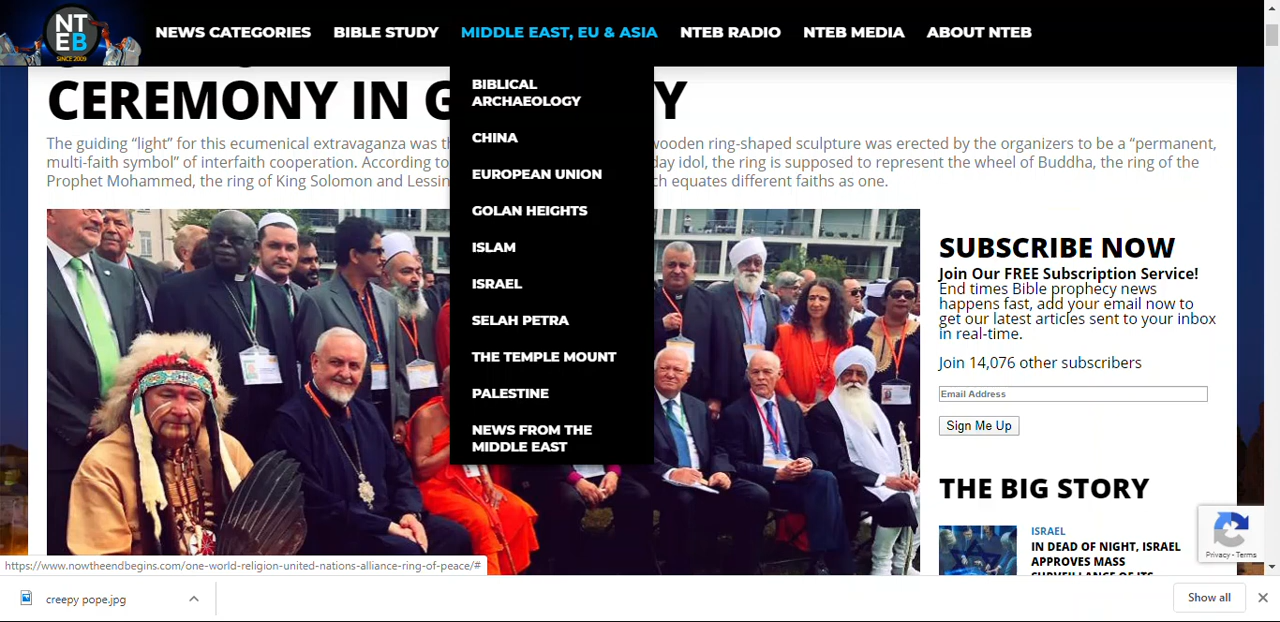 NT
EB
SINCE 2009
NEWS CATEGORIES
BIBLE STUDY
MIDDLE EAST, EU & ASIA
NTEB RADIO
NTEB MEDIA
ABOUT NTEB
BIBLICAL
ARCHAEOLOGY
CHINA
EUROPEAN UNION
GOLAN HEIGHTS
ISLAM
ISRAEL
SELAH PETRA
THE TEMPLE MOUNT
PALESTINE
NEWS FROM THE
MIDDLE EAST
CEREMONY IN
The guiding “light” for this ecumenical extravaganza was wooden ring-shaped sculpture was erected by the organizers to be a “permanent,
multi-faith symbol” of interfaith cooperation. According to idol, the ring is supposed to represent the wheel of Buddha, the ring of the
Prophet Mohammed, the ring of King Solomon and equates different faiths as one.
SUBSCRIBE NOW
Join Our FREE Subscription Service!
End times Bible prophecy news
happens fast, add your email now to
get our latest articles sent to your inbox
in real-time.
Join 14,076 other subscribers
Email Address
Sign Me Up
THE BIG STORY
ISRAEL
IN DEAD OF NIGHT, ISRAEL
APPROVES MASS
SURVEILLANCE OF ITS
Privacy - Terms
https://www.nowtheendbegins.com/one-world-religion-united-nations-alliance-ring-of-peace/#
creepy pope.jpg
Show all